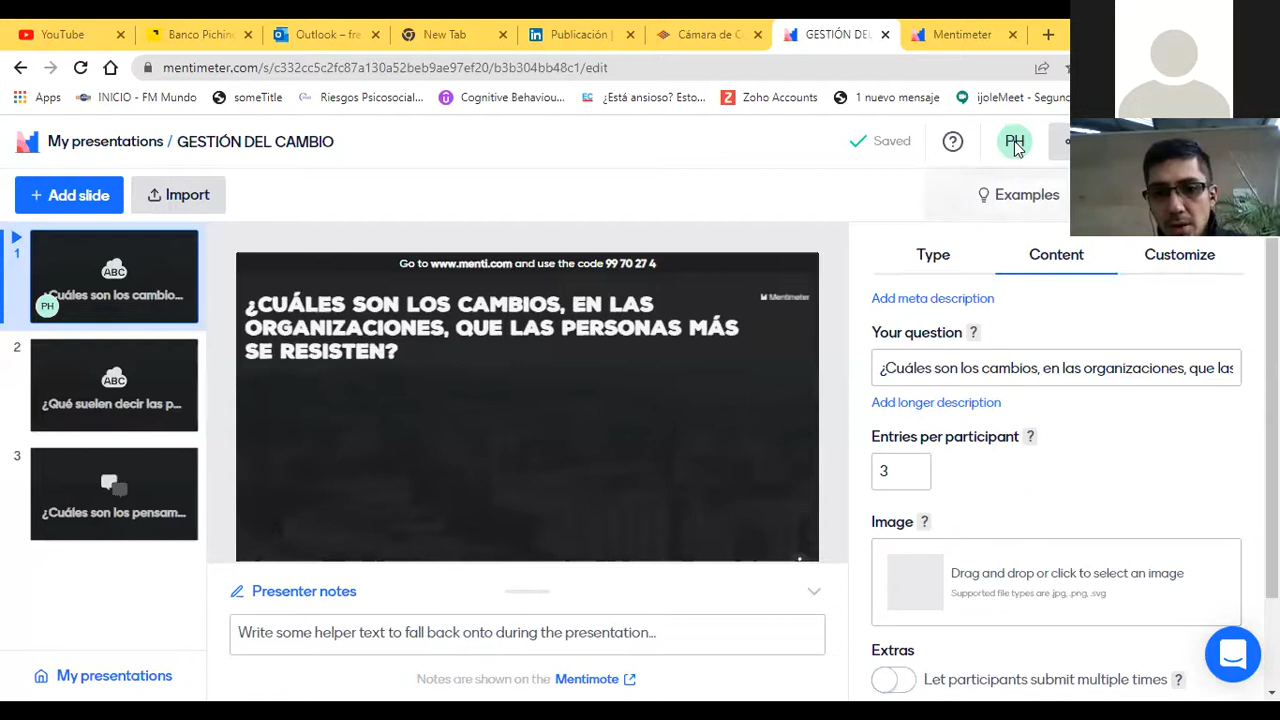 YouTube
Banco Pichin
Outlook – fre
New Tab
Publicación |
Cámara de C
GESTIÓN DEL
Mentimeter
mentimeter.com/s/c332cc5c2fc87a310a52beb9ae97ef20/b3b304bb48c1/edit
Apps
INICIO - FM Mundo
someTitle
Riesgos Psicosocial...
Cognitive Behaviou...
¿Está ansioso? Esto...
Zoho Accounts
1 nuevo mensaje
ijoleMeet - Segun
My presentations / GESTIÓN DEL CAMBIO
Saved
PH
+ Add slide
Import
Examples
1
ABC
¿Cuáles son los cambio...
PH
2
ABC
¿Qué suelen decir las p...
3
¿Cuáles son los pensam...
My presentations
Go to www.menti.com and use the code 99 70 27 4
Mentimeter
¿CUÁLES SON LOS CAMBIOS, EN LAS
ORGANIZACIONES, QUE LAS PERSONAS MÁS
SE RESISTEN?
Presenter notes
Write some helper text to fall back onto during the presentation...
Notes are shown on the Mentimote
Type
Content
Customize
Add meta description
Your question ?
¿Cuáles son los cambios, en las organizaciones, que las
Add longer description
Entries per participant ?
3
Image ?
Drag and drop or click to select an image
Supported file types are .jpg, .png, .svg
Extras
Let participants submit multiple times ?